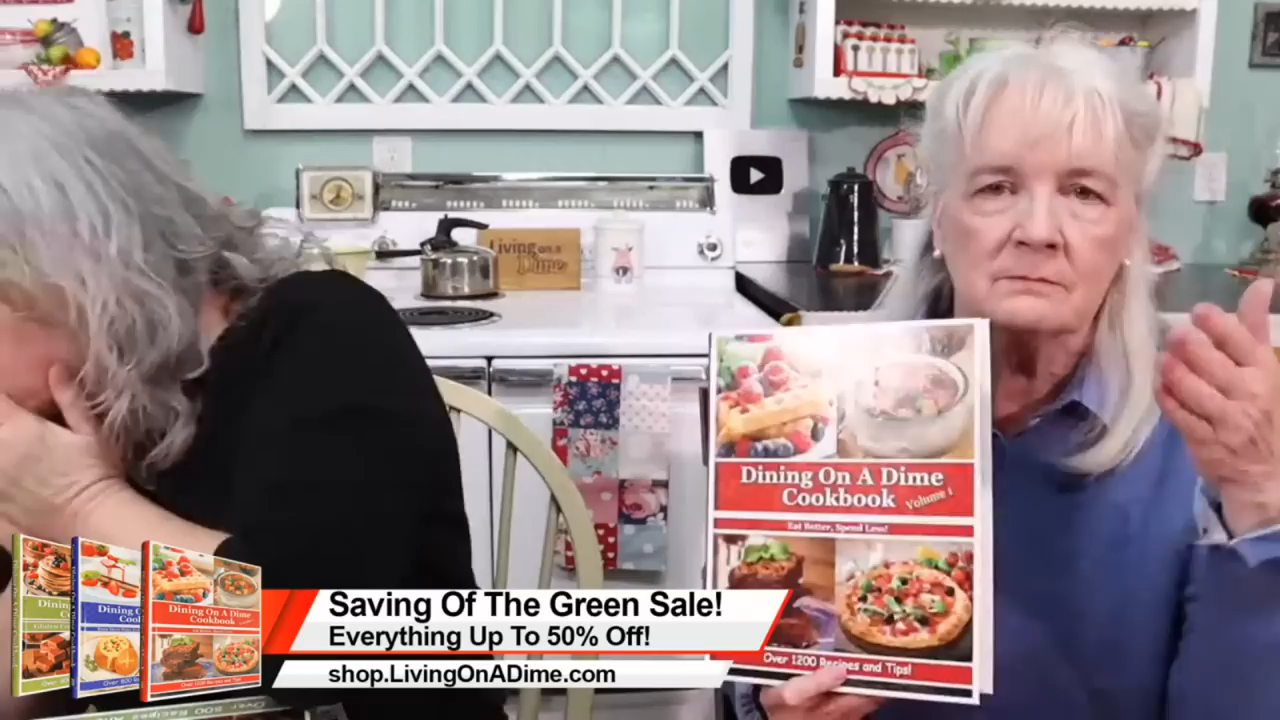 Living on a
Dime
Dining On A Dime
Cookbook Volume 1
Eat Better, Spend Less!
Over 1200 Recipes and Tips!
Dining On A Dime
Cookbook
Over 1200 Recipes and Tips!
Saving Of The Green Sale!
Everything Up To 50% Off!
shop.LivingOnADime.com